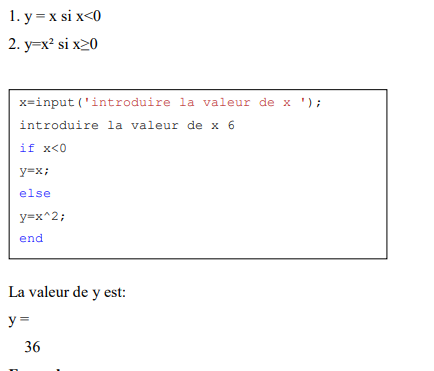 1. y = x si x<0
2. y=x² si x≥0
x=input('introduire la valeur de x ');
introduire la valeur de x 6
if x<0
y=x;
else
y=x^2;
end
La valeur de y est:
y =
36